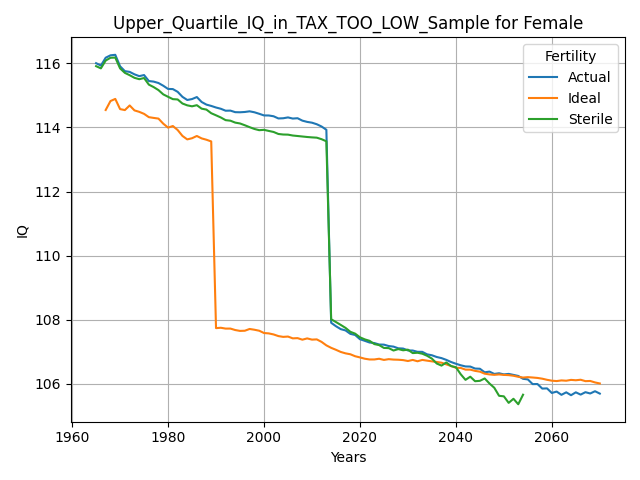 Upper_Quartile_IQ_in_TAX_TOO_LOW_Sample for Female
Fertility
Actual
Ideal
Sterile
IQ
116
114
112
110
108
106
1960
1980
2000
2020
2040
2060
Years